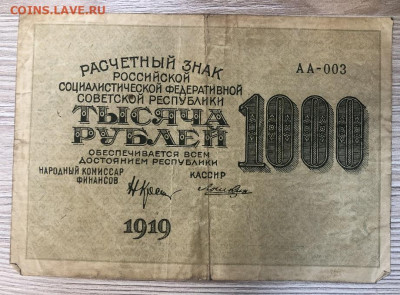 COINS.ЛАVE.RU
РАСЧЕТНЫЙ ЗНАК
РОССИЙСКОЙ
СОЦИАЛИСТИЧЕСКОЙ ФЕДЕРАТИВНОЙ
СОВЕТСКОЙ РЕСПУБЛИКИ
АА-003
ТЫСЯЧА
РУБЛЕЙ
1000
ОБЕСПЕЧИВАЕТСЯ ВСЕМ
ДОСТОЯНИЕМ РЕСПУБЛИКИ
НАРОДНЫЙ КОМИССАР
ФИНАНСОВ
КАССИР
1919